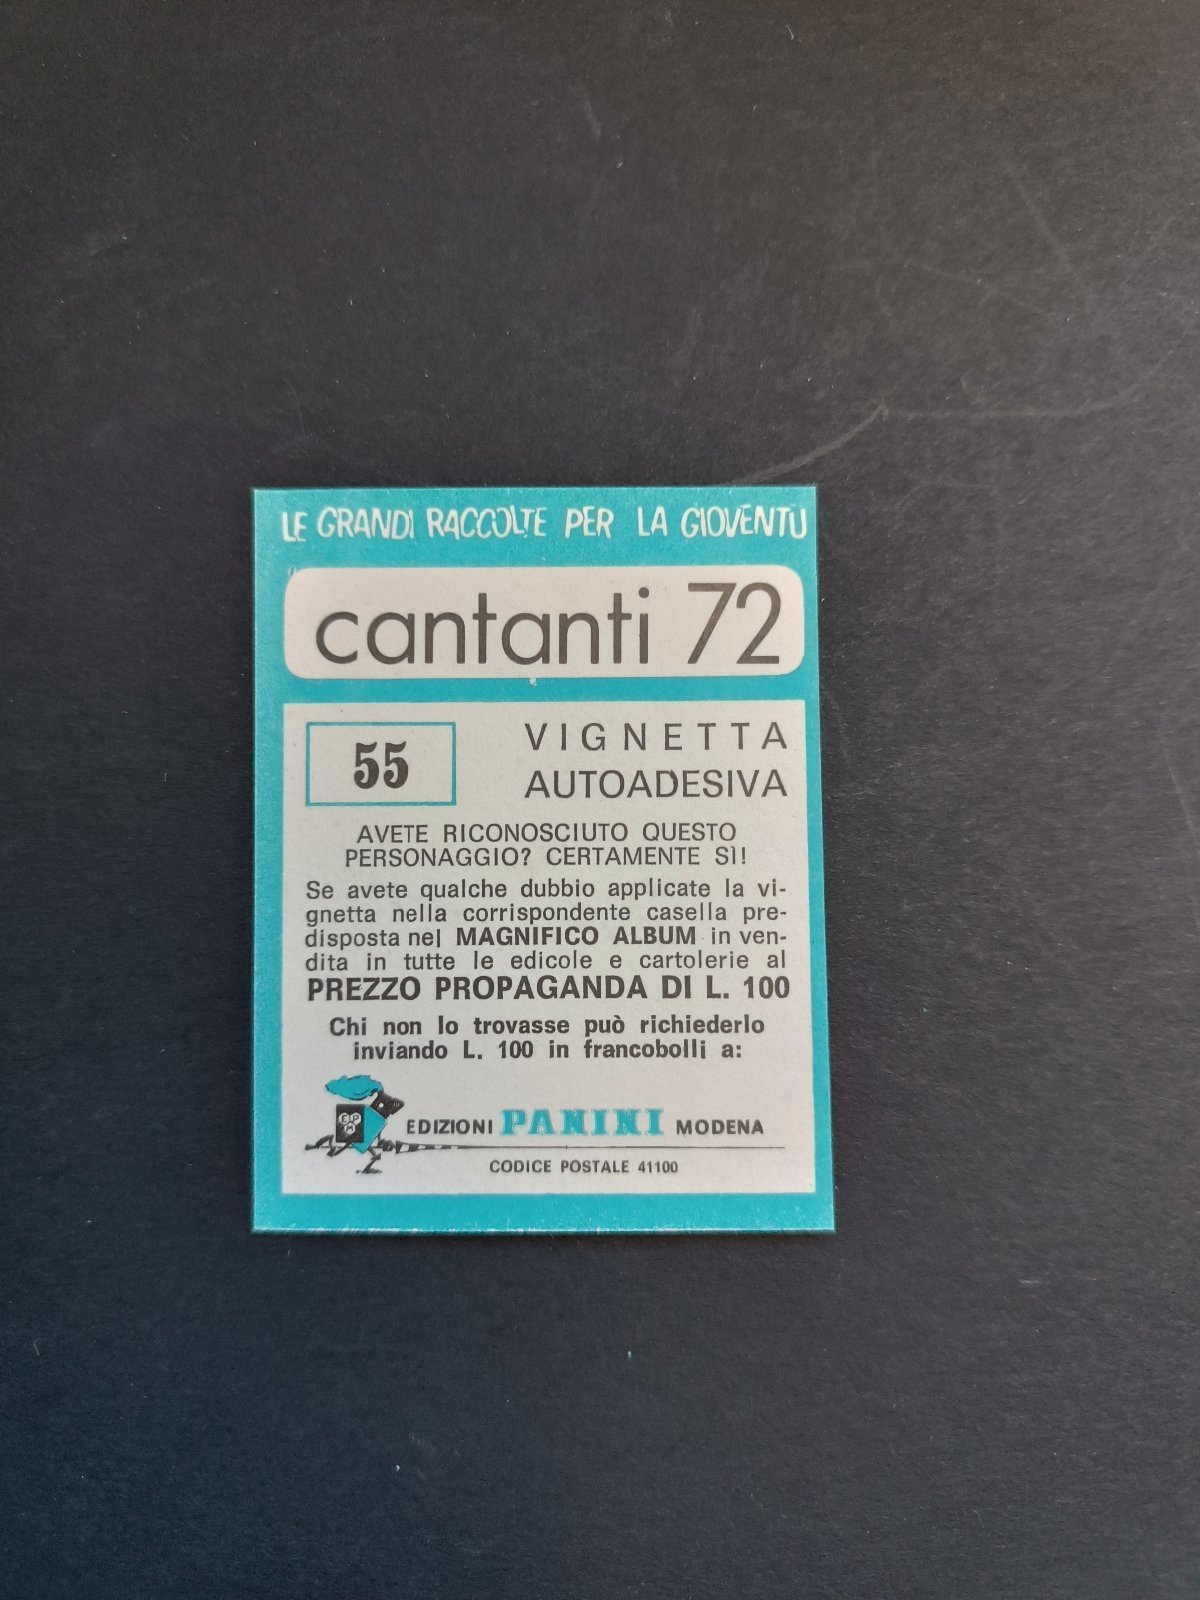 LE GRANDI RACCOLTE PER LA GIOVENTÙ
cantanti 72
55
VIGNETTA
AUTOADESIVA
AVETE RICONOSCIUTO QUESTO
PERSONAGGIO? CERTAMENTE SÌ!
Se avete qualche dubbio applicate la vi-
gnetta nella corrispondente casella pre-
disposta nel MAGNIFICO ALBUM in ven-
dita in tutte le edicole e cartolerie al
PREZZO PROPAGANDA DI L. 100
Chi non lo trovasse può richiederlo
inviando L. 100 in francobolli a:
EPM
EDIZIONI PANINI MODENA
CODICE POSTALE 41100